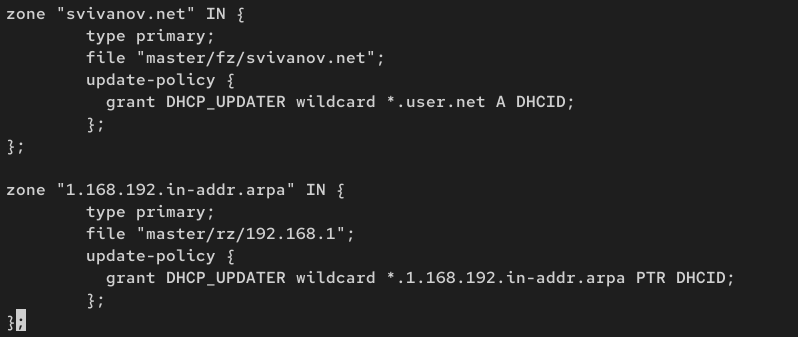 zone "svivanov.net" IN {
        type primary;
        file "master/fz/svivanov.net";
        update-policy {
          grant DHCP_UPDATER wildcard *.user.net A DHCID;
        };
};

zone "1.168.192.in-addr.arpa" IN {
        type primary;
        file "master/rz/192.168.1";
        update-policy {
          grant DHCP_UPDATER wildcard *.1.168.192.in-addr.arpa PTR DHCID;
        };
};